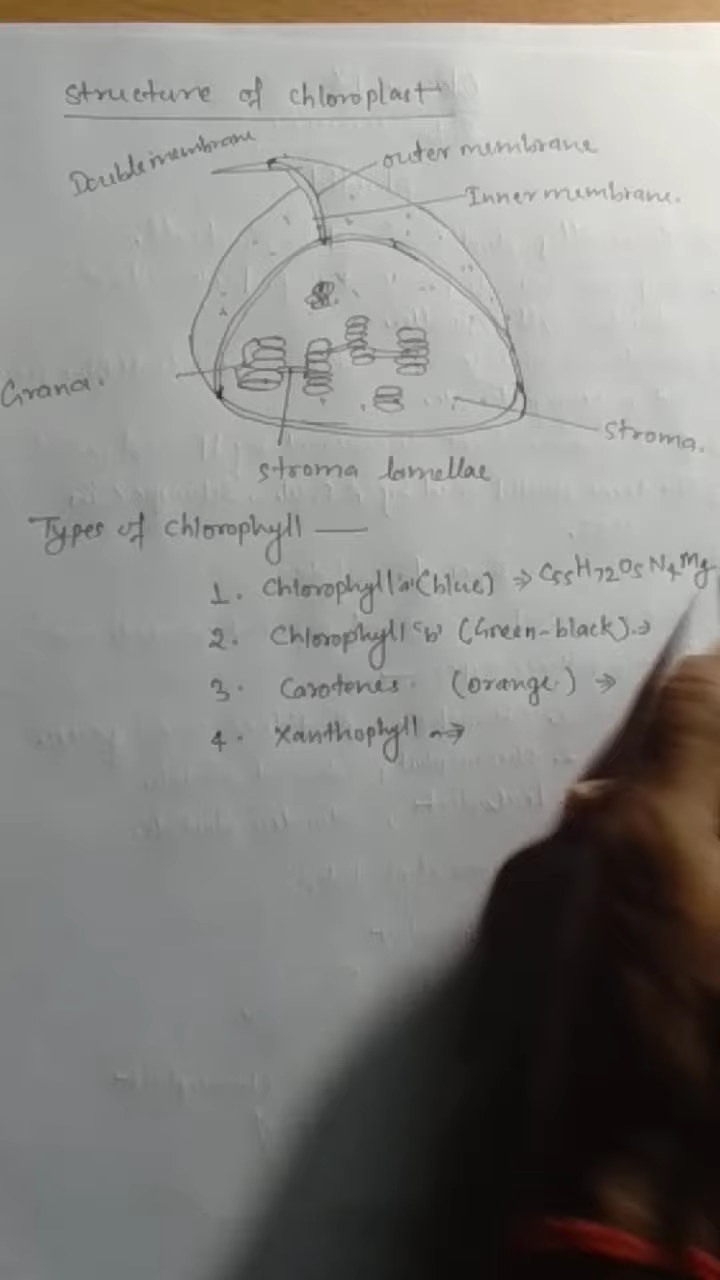 Structure of chloroplast
Double membrane
outer membrane
Inner membrane.
Grana.
stroma.
stroma lamellae
Types of chlorophyll —
1. Chlorophyll 'a' (blue) ⇒ C55H72O5N4Mg
2. Chlorophyll 'b' (Green-black). ⇒
3. Carotenes. (orange.) ⇒
4. Xanthophyll ⇒